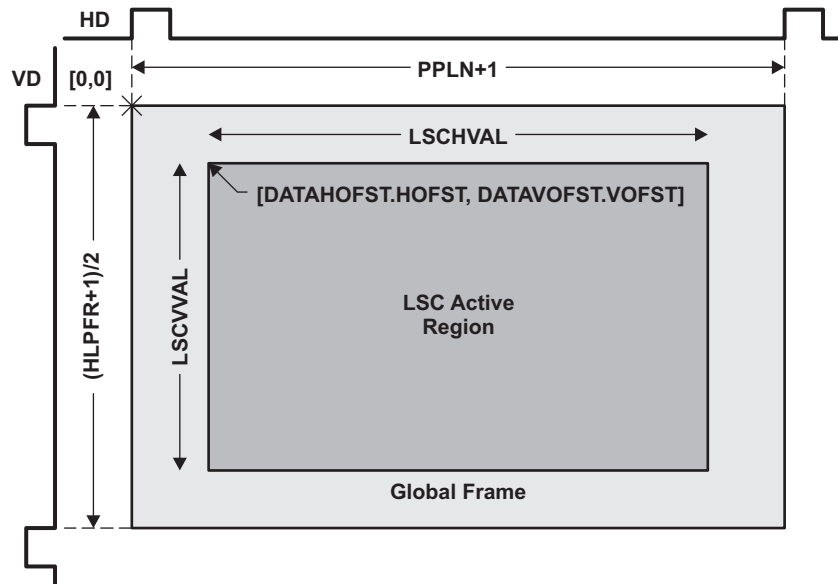 HD
PPLN+1
VD
[0,0]
LSCHVAL
[DATAHOFST.HOFST, DATAVOFST.VOFST]
(HLPFR+1)/2
LSCVVAL
LSC Active
Region
Global Frame